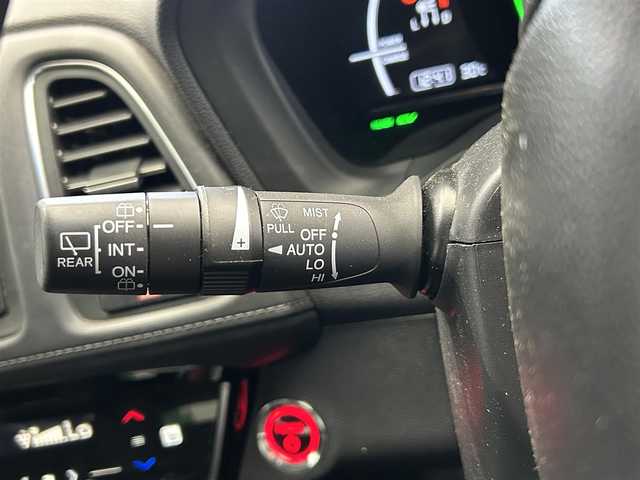 OFF
INT
REAR
ON
MIST
PULL
OFF
AUTO
LO
HI